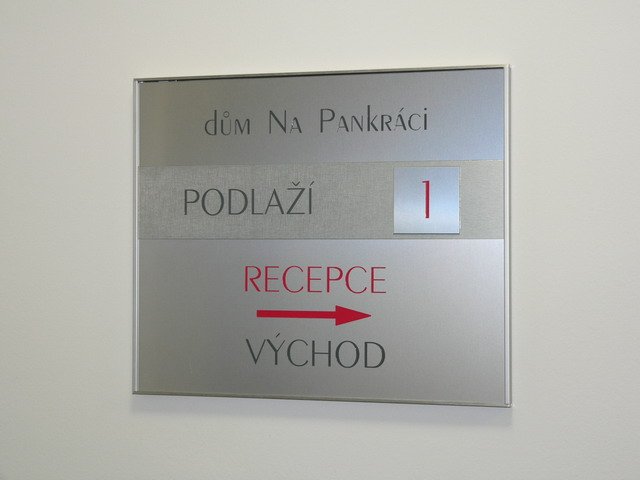 dům Na Pankráci
PODLAŽÍ 1
RECEPCE
VÝCHOD